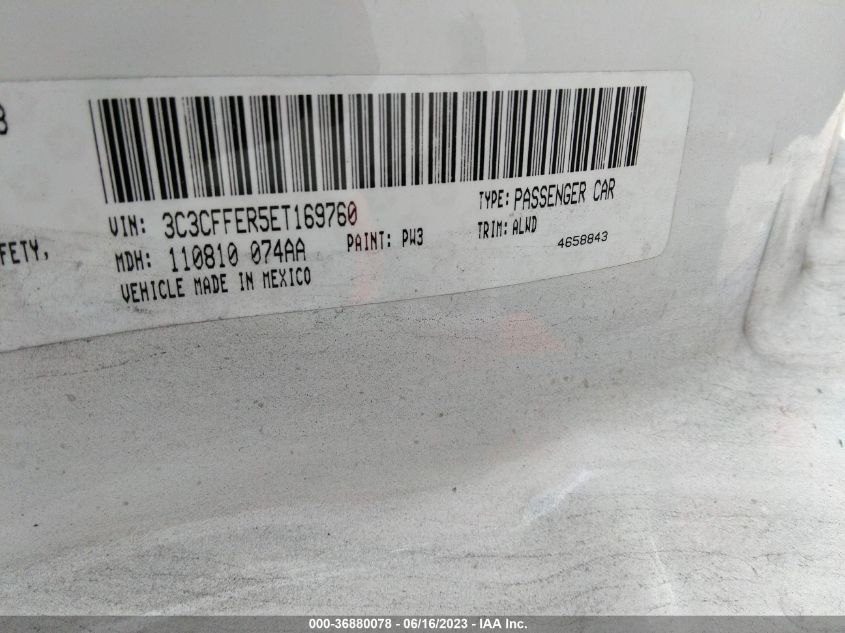 3
FETY,
VIN: 3C3CFFER5ET169760
TYPE: PASSENGER CAR
MDH: 110810 074AA
PAINT: PW3
TRIM: ALWD
4658843
VEHICLE MADE IN MEXICO
000-36880078 - 06/16/2023 - IAA Inc.